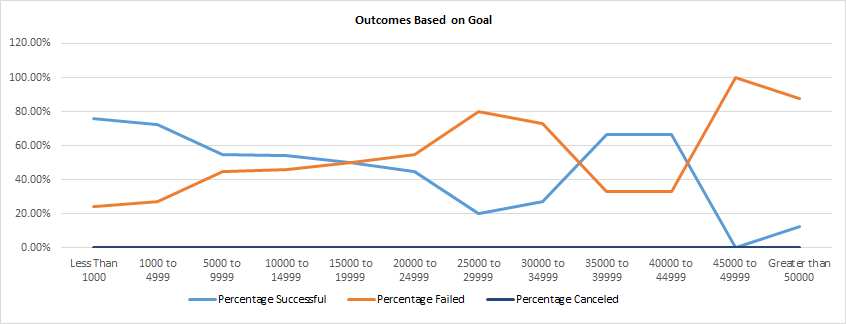 Outcomes Based on Goal
120.00%
100.00%
80.00%
60.00%
40.00%
20.00%
0.00%
Less Than 1000 to 5000 to 10000 to 15000 to 20000 to 25000 to 30000 to 35000 to 40000 to 45000 to Greater than
1000 4999 9999 14999 19999 24999 29999 34999 39999 44999 49999 50000
Percentage Successful Percentage Failed Percentage Canceled